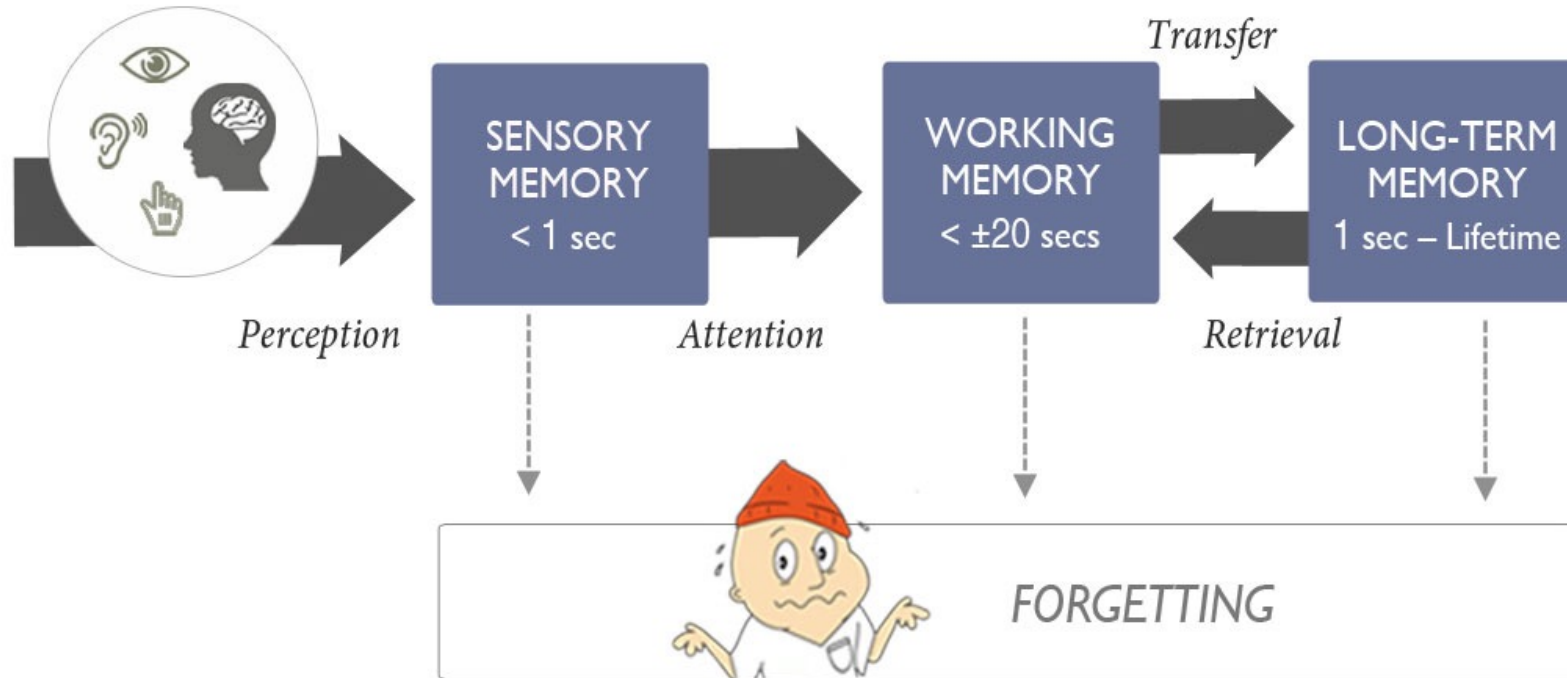 Transfer
SENSORY
MEMORY
< 1 sec
WORKING
MEMORY
< ±20 secs
LONG-TERM
MEMORY
1 sec – Lifetime
Perception
Attention
Retrieval
FORGETTING